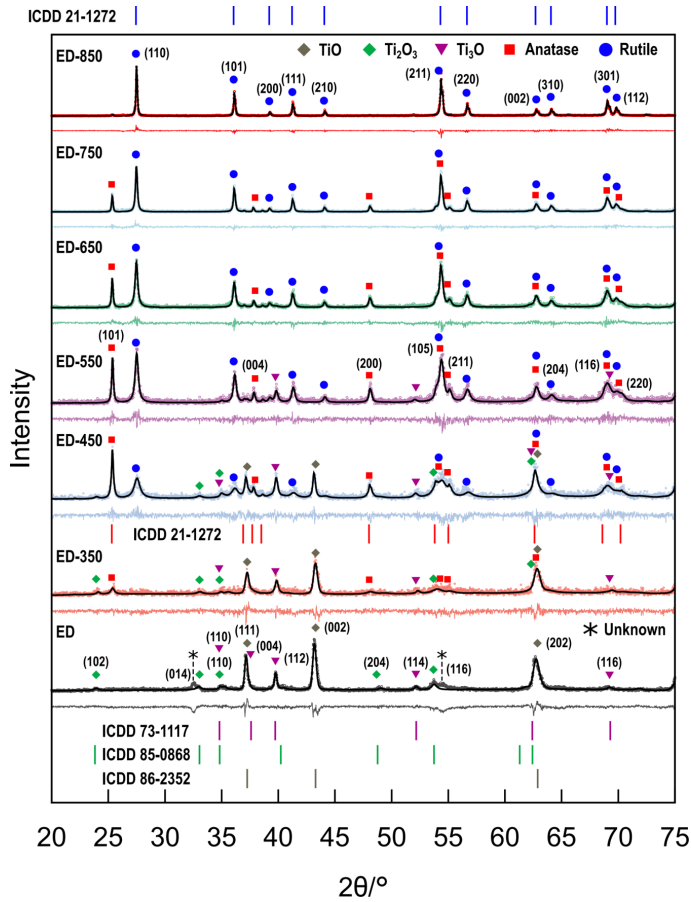 ICDD 21-1272
TiO Ti₂O₃ Ti₃O Anatase Rutile
ED-850
(110) (101) (200) (111) (210) (211) (220) (002) (310) (301) (112)
ED-750
ED-650
ED-550
(101) (004) (200) (105) (211) (204) (116) (220)
ED-450
ICDD 21-1272
ED-350
ED
* Unknown
(102) (014) * (110) (110) (111) (004) (112) (002) (204) (114) * (116) (202) (116)
ICDD 73-1117
ICDD 85-0868
ICDD 86-2352
Intensity
20 25 30 35 40 45 50 55 60 65 70 75
2θ/°